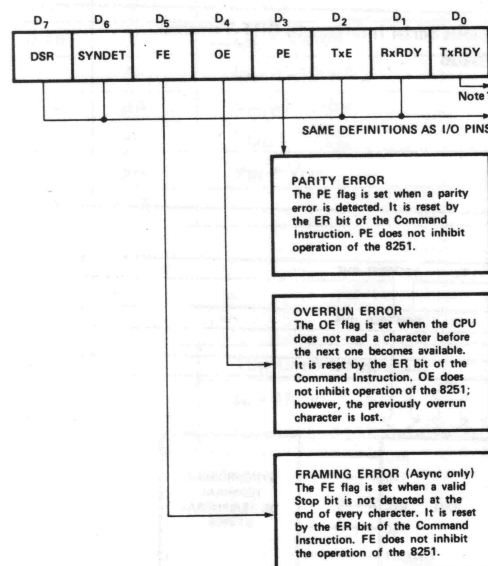 D7 D6 D5 D4 D3 D2 D1 D0
DSR SYNDET FE OE PE TxE RxRDY TxRDY
Note
SAME DEFINITIONS AS I/O PINS
PARITY ERROR
The PE flag is set when a parity
error is detected. It is reset by
the ER bit of the Command
Instruction. PE does not inhibit
operation of the 8251.
OVERRUN ERROR
The OE flag is set when the CPU
does not read a character before
the next one becomes available.
It is reset by the ER bit of the
Command Instruction. OE does
not inhibit operation of the 8251;
however, the previously overrun
character is lost.
FRAMING ERROR (Async only)
The FE flag is set when a valid
Stop bit is not detected at the
end of every character. It is reset
by the ER bit of the Command
Instruction. FE does not inhibit
the operation of the 8251.